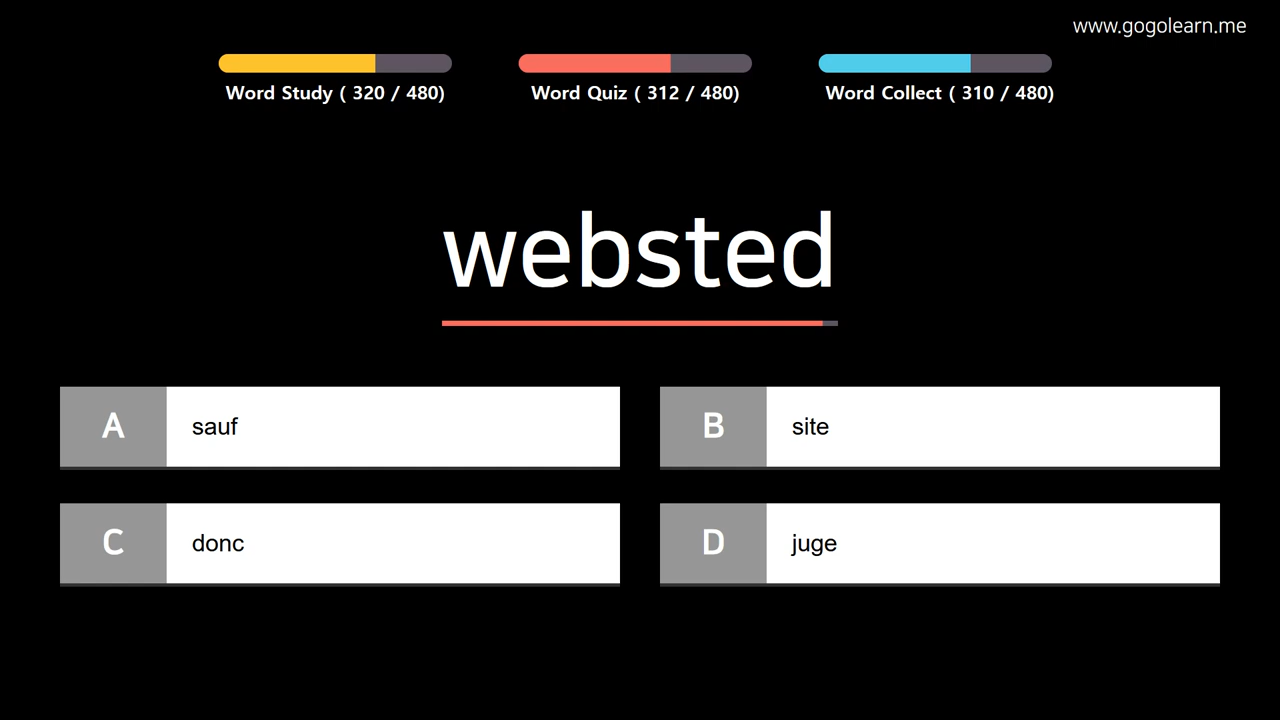 www.gogolearn.me
Word Study ( 320 / 480)
Word Quiz ( 312 / 480)
Word Collect ( 310 / 480)
websted
A sauf
B site
C donc
D juge